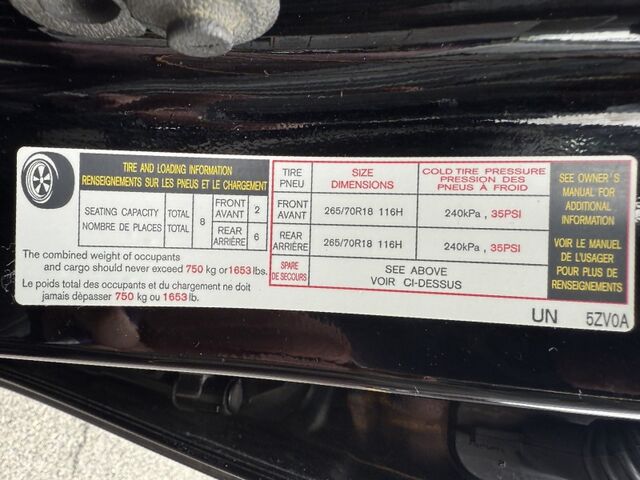 TIRE AND LOADING INFORMATION
RENSEIGNEMENTS SUR LES PNEUS ET LE CHARGEMENT
SEATING CAPACITY TOTAL 8 FRONT AVANT 2
NOMBRE DE PLACES TOTAL REAR ARRIÈRE 6
The combined weight of occupants
and cargo should never exceed 750 kg or 1653 lbs.
Le poids total des occupants et du chargement ne doit
jamais dépasser 750 kg ou 1653 lb.
TIRE PNEU
SIZE DIMENSIONS
COLD TIRE PRESSURE
PRESSION DES
PNEUS À FROID
FRONT AVANT 265/70R18 116H 240kPa , 35PSI
REAR ARRIÈRE 265/70R18 116H 240kPa , 35PSI
SPARE DE SECOURS
SEE ABOVE
VOIR CI-DESSUS
SEE OWNER'S
MANUAL FOR
ADDITIONAL
INFORMATION
VOIR LE MANUEL
DE L'USAGER
POUR PLUS DE
RENSEIGNEMENTS
UN 5ZV0A